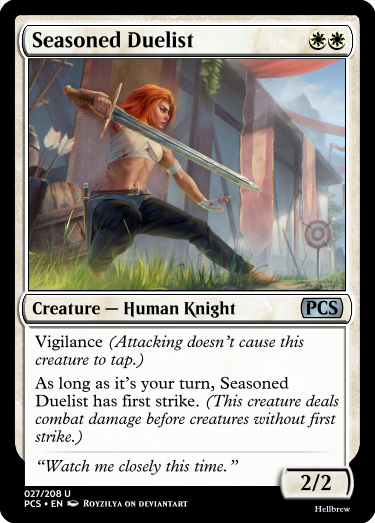 Seasoned Duelist
Creature — Human Knight
PCS
Vigilance (Attacking doesn't cause this
creature to tap.)
As long as it's your turn, Seasoned
Duelist has first strike. (This creature deals
combat damage before creatures without first
strike.)
"Watch me closely this time."
2/2
027/208 U
PCS • EN Royzilya on deviantart
Hellbrew